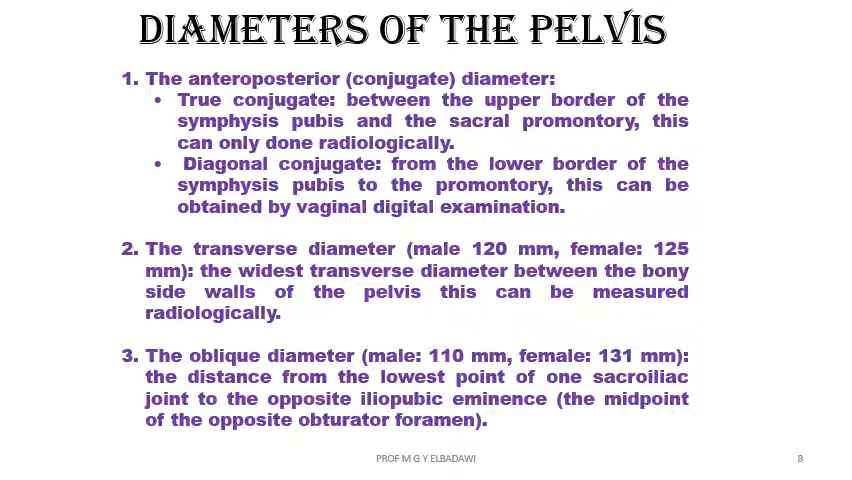 DIAMETERS OF THE PELVIS
1. The anteroposterior (conjugate) diameter:
• True conjugate: between the upper border of the
symphysis pubis and the sacral promontory, this
can only done radiologically.
• Diagonal conjugate: from the lower border of the
symphysis pubis to the promontory, this can be
obtained by vaginal digital examination.
2. The transverse diameter (male 120 mm, female: 125
mm): the widest transverse diameter between the bony
side walls of the pelvis this can be measured
radiologically.
3. The oblique diameter (male: 110 mm, female: 131 mm):
the distance from the lowest point of one sacroiliac
joint to the opposite iliopubic eminence (the midpoint
of the opposite obturator foramen).
PROF M G Y ELBADAWI
8